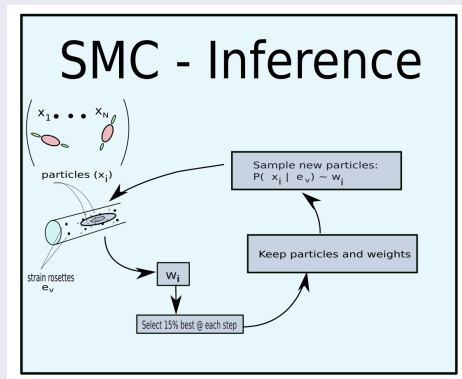 SMC - Inference
x1 • • • xN
particles (xi)
strain rosettes
ev
wi
Select 15% best @ each step
Keep particles and weights
Sample new particles:
P( xi | ev) ~ wi